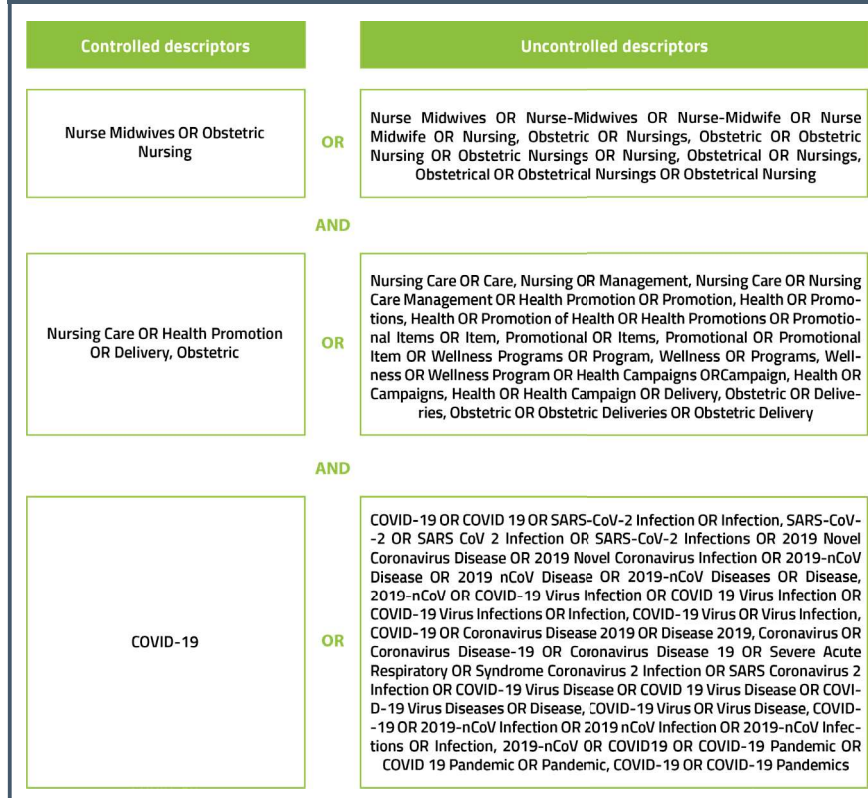 Controlled descriptors
Uncontrolled descriptors
Nurse Midwives OR Obstetric
Nursing
OR
Nurse Midwives OR Nurse-Midwives OR Nurse-Midwife OR Nurse
Midwife OR Nursing, Obstetric OR Nursings, Obstetric OR Obstetric
Nursing OR Obstetric Nursings OR Nursing, Obstetrical OR Nursings,
Obstetrical OR Obstetrical Nursings OR Obstetrical Nursing
AND
Nursing Care OR Health Promotion
OR Delivery, Obstetric
OR
Nursing Care OR Care, Nursing OR Management, Nursing Care OR Nursing
Care Management OR Health Promotion OR Promotion, Health OR Promo-
tions, Health OR Promotion of Health OR Health Promotions OR Promotio-
nal Items OR Item, Promotional OR Items, Promotional OR Promotional
Item OR Wellness Programs OR Program, Wellness OR Programs, Well-
ness OR Wellness Program OR Health Campaigns ORCampaign, Health OR
Campaigns, Health OR Health Campaign OR Delivery, Obstetric OR Delive-
ries, Obstetric OR Obstetric Deliveries OR Obstetric Delivery
AND
COVID-19
OR
COVID-19 OR COVID 19 OR SARS-CoV-2 Infection OR Infection, SARS-CoV-
-2 OR SARS CoV 2 Infection OR SARS-CoV-2 Infections OR 2019 Novel
Coronavirus Disease OR 2019 Novel Coronavirus Infection OR 2019-nCoV
Disease OR 2019 nCoV Disease OR 2019-nCoV Diseases OR Disease,
2019-nCoV OR COVID-19 Virus Infection OR COVID 19 Virus Infection OR
COVID-19 Virus Infections OR Infection, COVID-19 Virus OR Virus Infection,
COVID-19 OR Coronavirus Disease 2019 OR Disease 2019, Coronavirus OR
Coronavirus Disease-19 OR Coronavirus Disease 19 OR Severe Acute
Respiratory OR Syndrome Coronavirus 2 Infection OR SARS Coronavirus 2
Infection OR COVID-19 Virus Disease OR COVID 19 Virus Disease OR COVI-
D-19 Virus Diseases OR Disease, COVID-19 Virus OR Virus Disease, COVID-
-19 OR 2019-nCoV Infection OR 2019 nCoV Infection OR 2019-nCoV Infec-
tions OR Infection, 2019-nCoV OR COVID19 OR COVID-19 Pandemic OR
COVID 19 Pandemic OR Pandemic, COVID-19 OR COVID-19 Pandemics